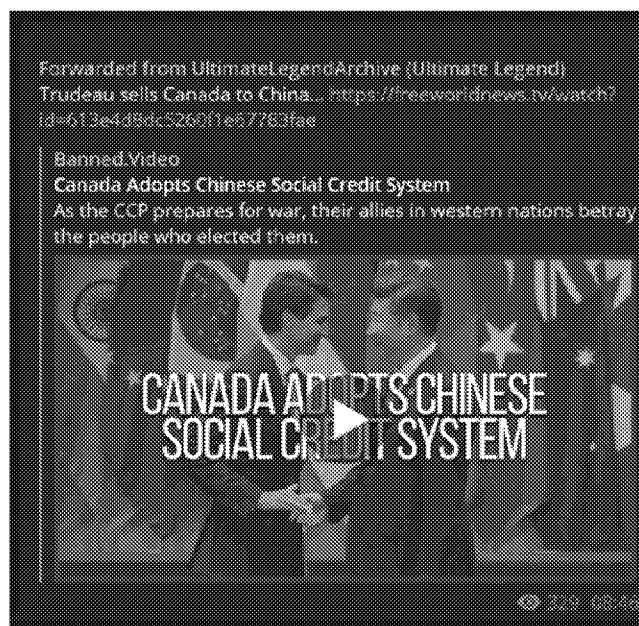 Forwarded from UltimateLegendArchive (Ultimate Legend)
Trudeau sells Canada to China... https://freeworldnews.tv/watch?
id=613e4d8dc5260f1e67783fae
Banned.Video
Canada Adopts Chinese Social Credit System
As the CCP prepares for war, their allies in western nations betray
the people who elected them.
CANADA ADOPTS CHINESE
SOCIAL CREDIT SYSTEM
329